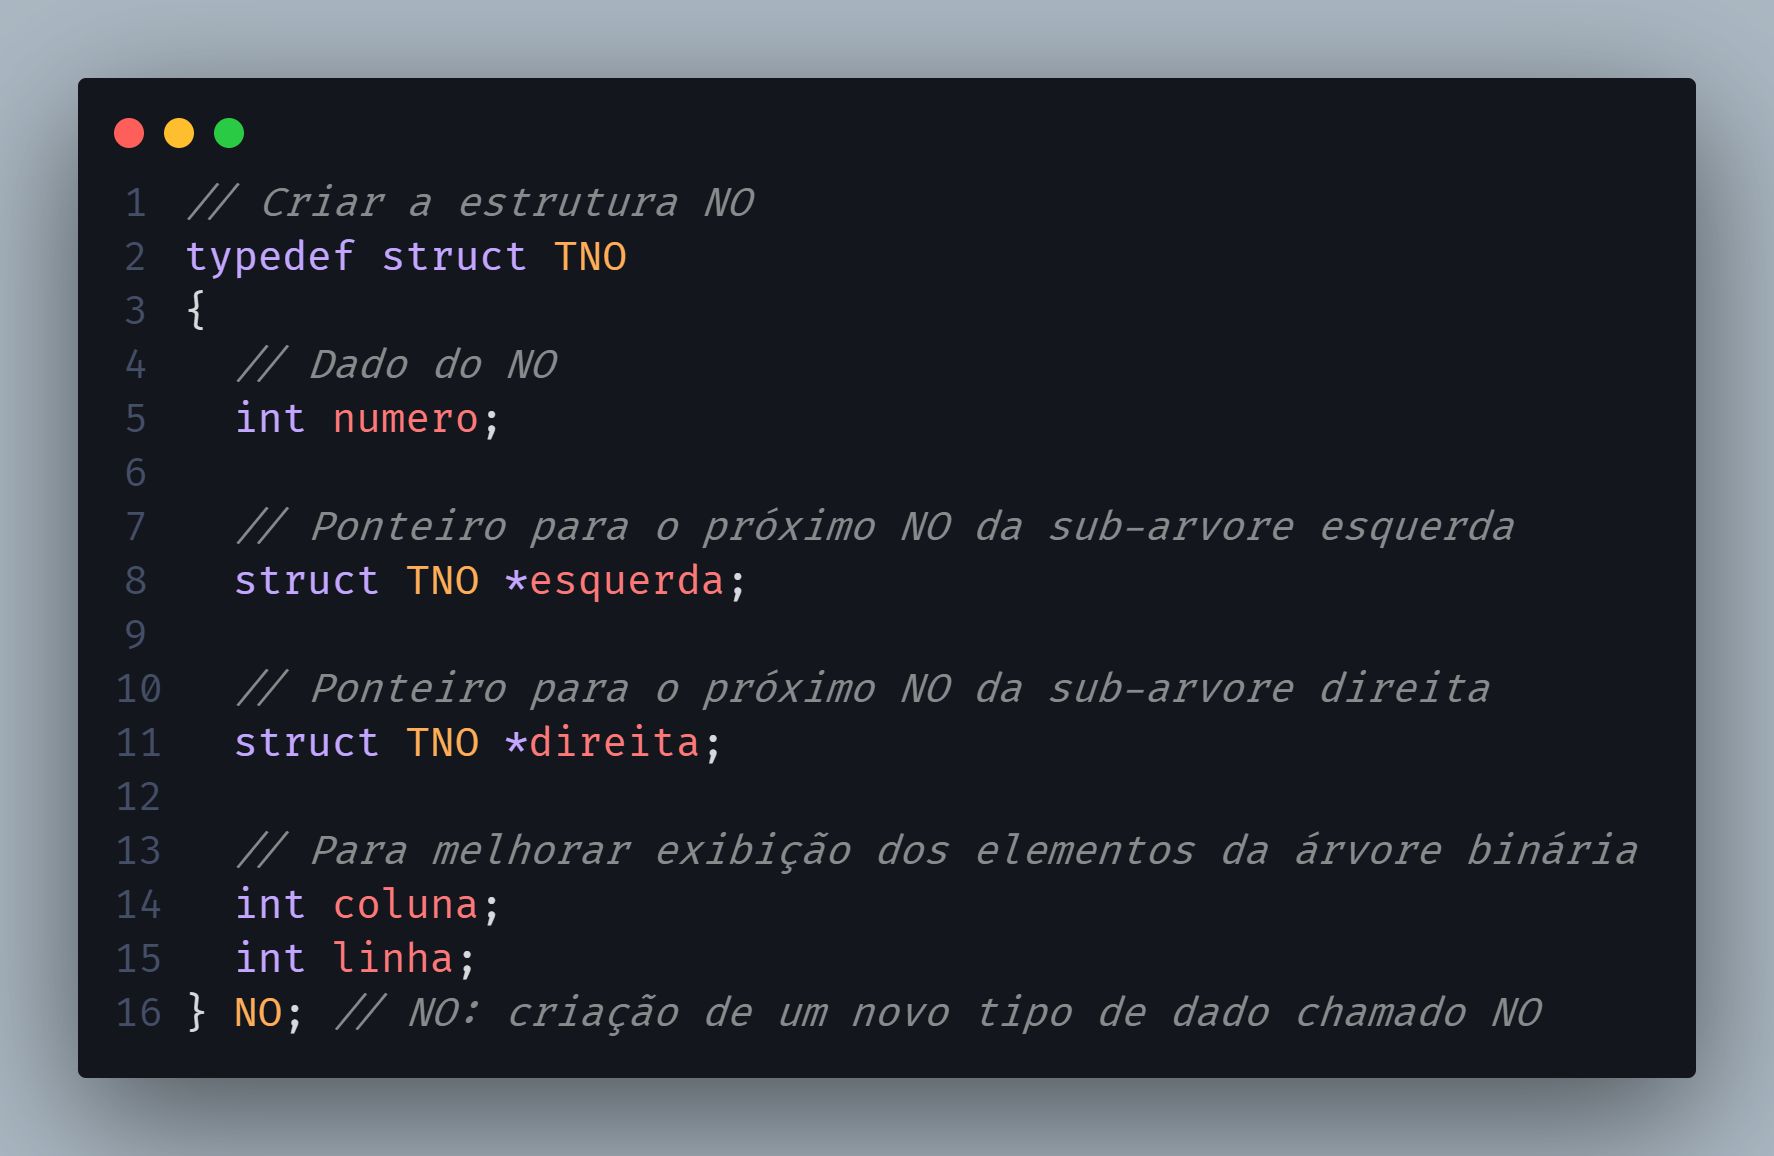 1 // Criar a estrutura NO
2 typedef struct TNO
3 {
4 // Dado do NO
5 int numero;
6
7 // Ponteiro para o próximo NO da sub-arvore esquerda
8 struct TNO *esquerda;
9
10 // Ponteiro para o próximo NO da sub-arvore direita
11 struct TNO *direita;
12
13 // Para melhorar exibição dos elementos da árvore binária
14 int coluna;
15 int linha;
16 } NO; // NO: criação de um novo tipo de dado chamado NO